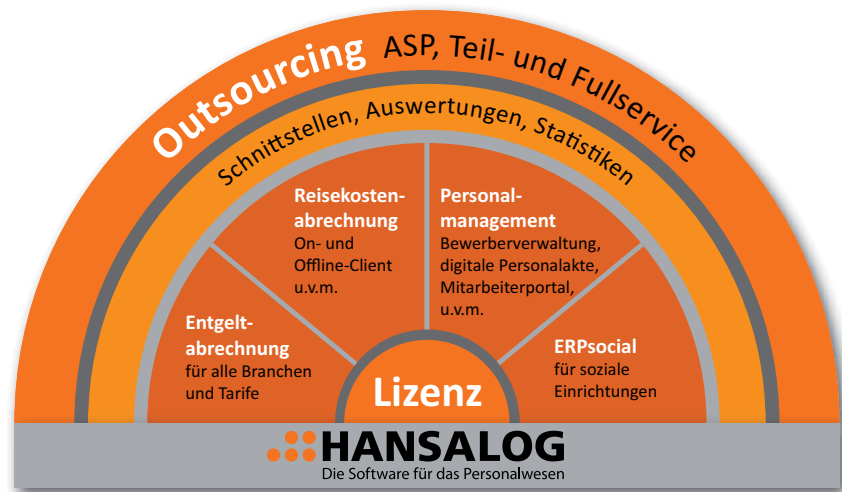 Outsourcing ASP, Teil- und Fullservice
Schnittstellen, Auswertungen, Statistiken
Reisekosten-
abrechnung
On- und
Offline-Client
u.v.m.
Personal-
management
Bewerberverwaltung,
digitale Personalakte,
Mitarbeiterportal,
u.v.m.
Entgelt-
abrechnung
für alle Branchen
und Tarife
ERPsocial
für soziale
Einrichtungen
Lizenz
HANSALOG
Die Software für das Personalwesen